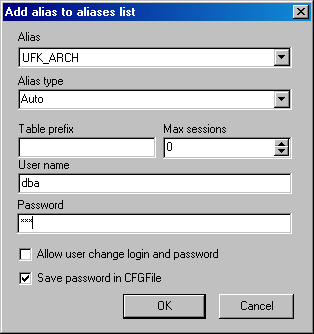 Add alias to aliases list
Alias
UFK_ARCH
Alias type
Auto
Table prefix Max sessions
0
User name
dba
Password
***
Allow user change login and password
Save password in CFGFile
OK Cancel